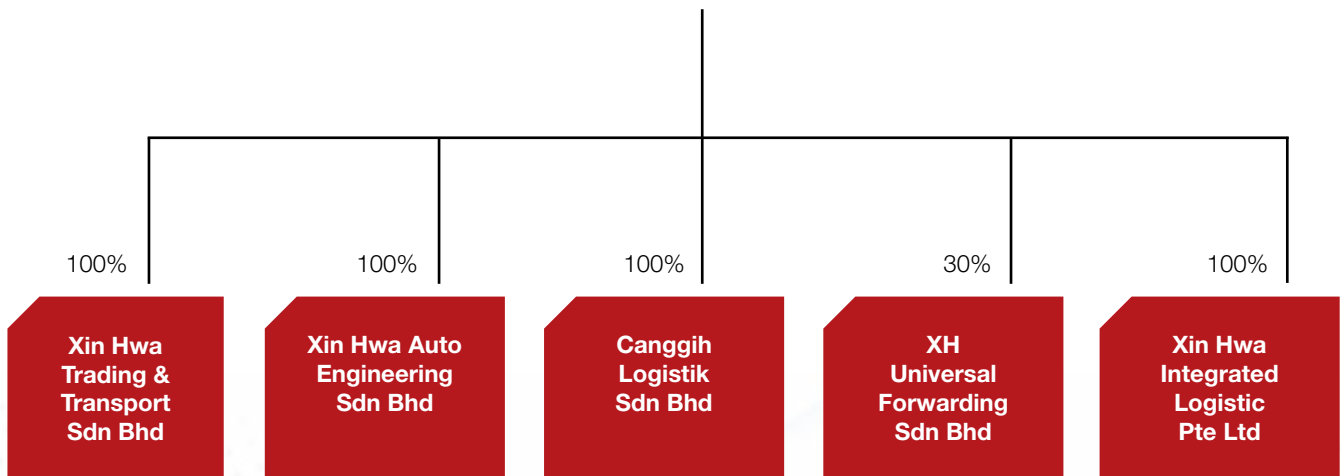 100%
100%
100%
30%
100%
Xin Hwa
Trading &
Transport
Sdn Bhd
Xin Hwa Auto
Engineering
Sdn Bhd
Canggih
Logistik
Sdn Bhd
XH
Universal
Forwarding
Sdn Bhd
Xin Hwa
Integrated
Logistic
Pte Ltd